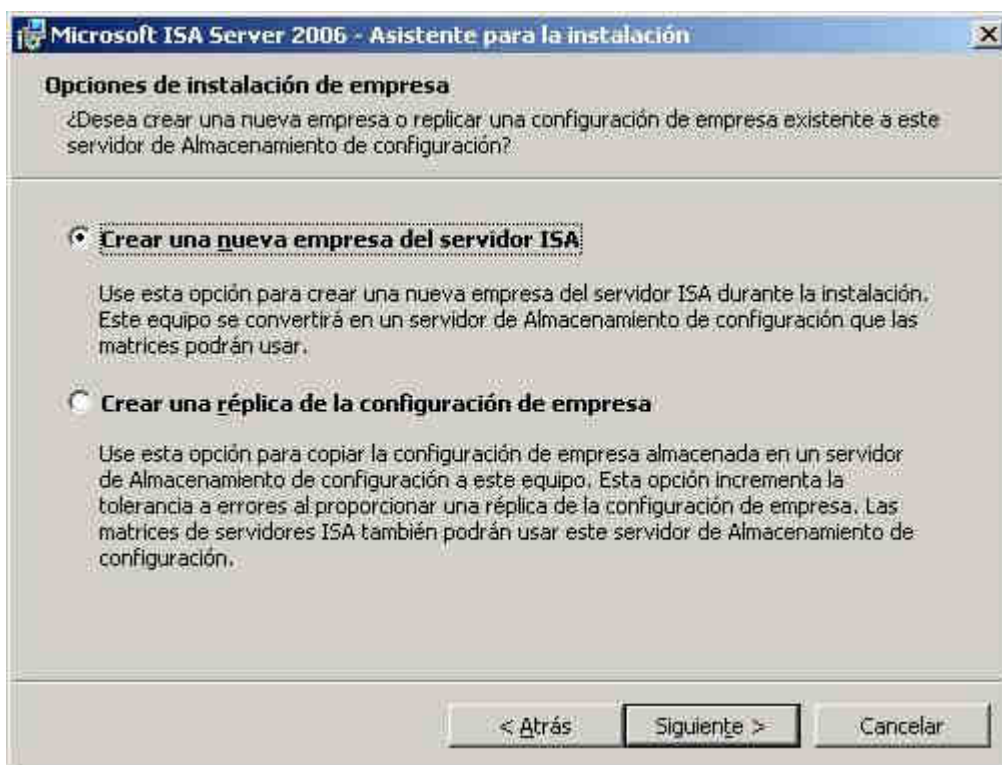 Microsoft ISA Server 2006 - Asistente para la instalación
Opciones de instalación de empresa
¿Desea crear una nueva empresa o replicar una configuración de empresa existente a este
servidor de Almacenamiento de configuración?
Crear una nueva empresa del servidor ISA
Use esta opción para crear una nueva empresa del servidor ISA durante la instalación.
Este equipo se convertirá en un servidor de Almacenamiento de configuración que las
matrices podrán usar.
Crear una réplica de la configuración de empresa
Use esta opción para copiar la configuración de empresa almacenada en un servidor
de Almacenamiento de configuración a este equipo. Esta opción incrementa la
tolerancia a errores al proporcionar una réplica de la configuración de empresa. Las
matrices de servidores ISA también podrán usar este servidor de Almacenamiento de
configuración.
< Atrás
Siguiente >
Cancelar